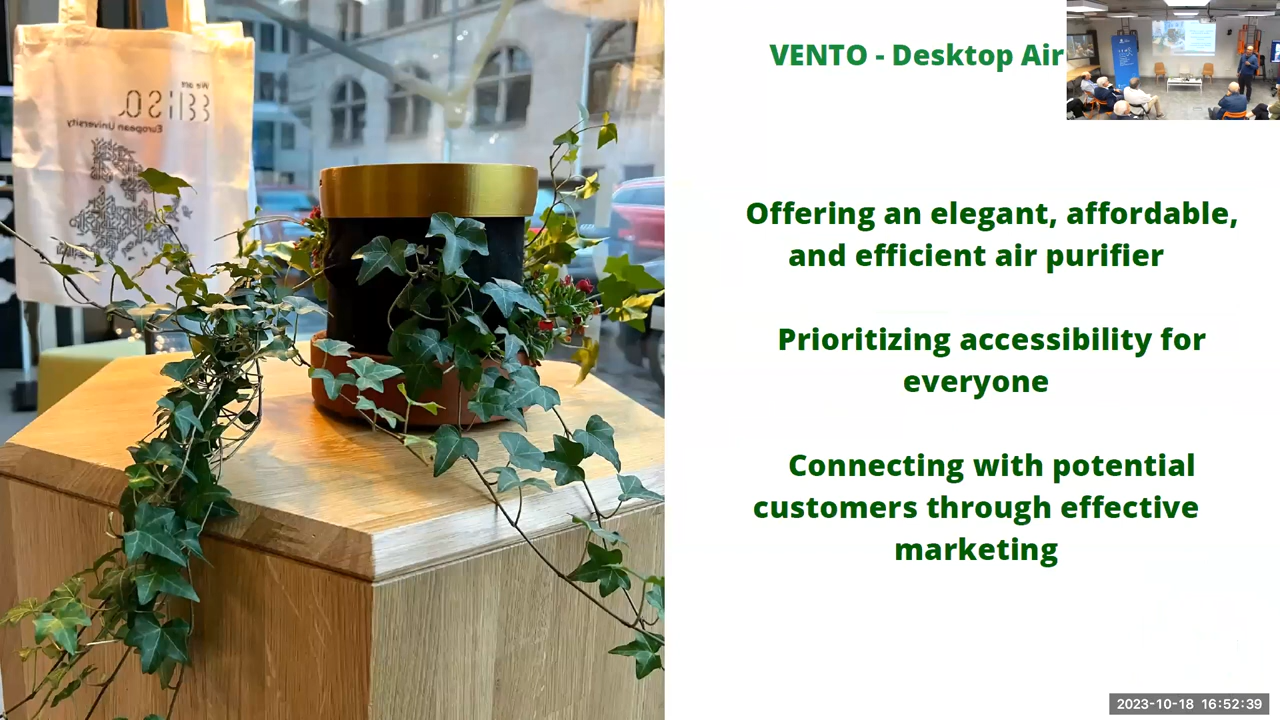 VENTO - Desktop Air
We are
European University
Offering an elegant, affordable,
and efficient air purifier
Prioritizing accessibility for
everyone
Connecting with potential
customers through effective
marketing
2023-10-18 16:52:39